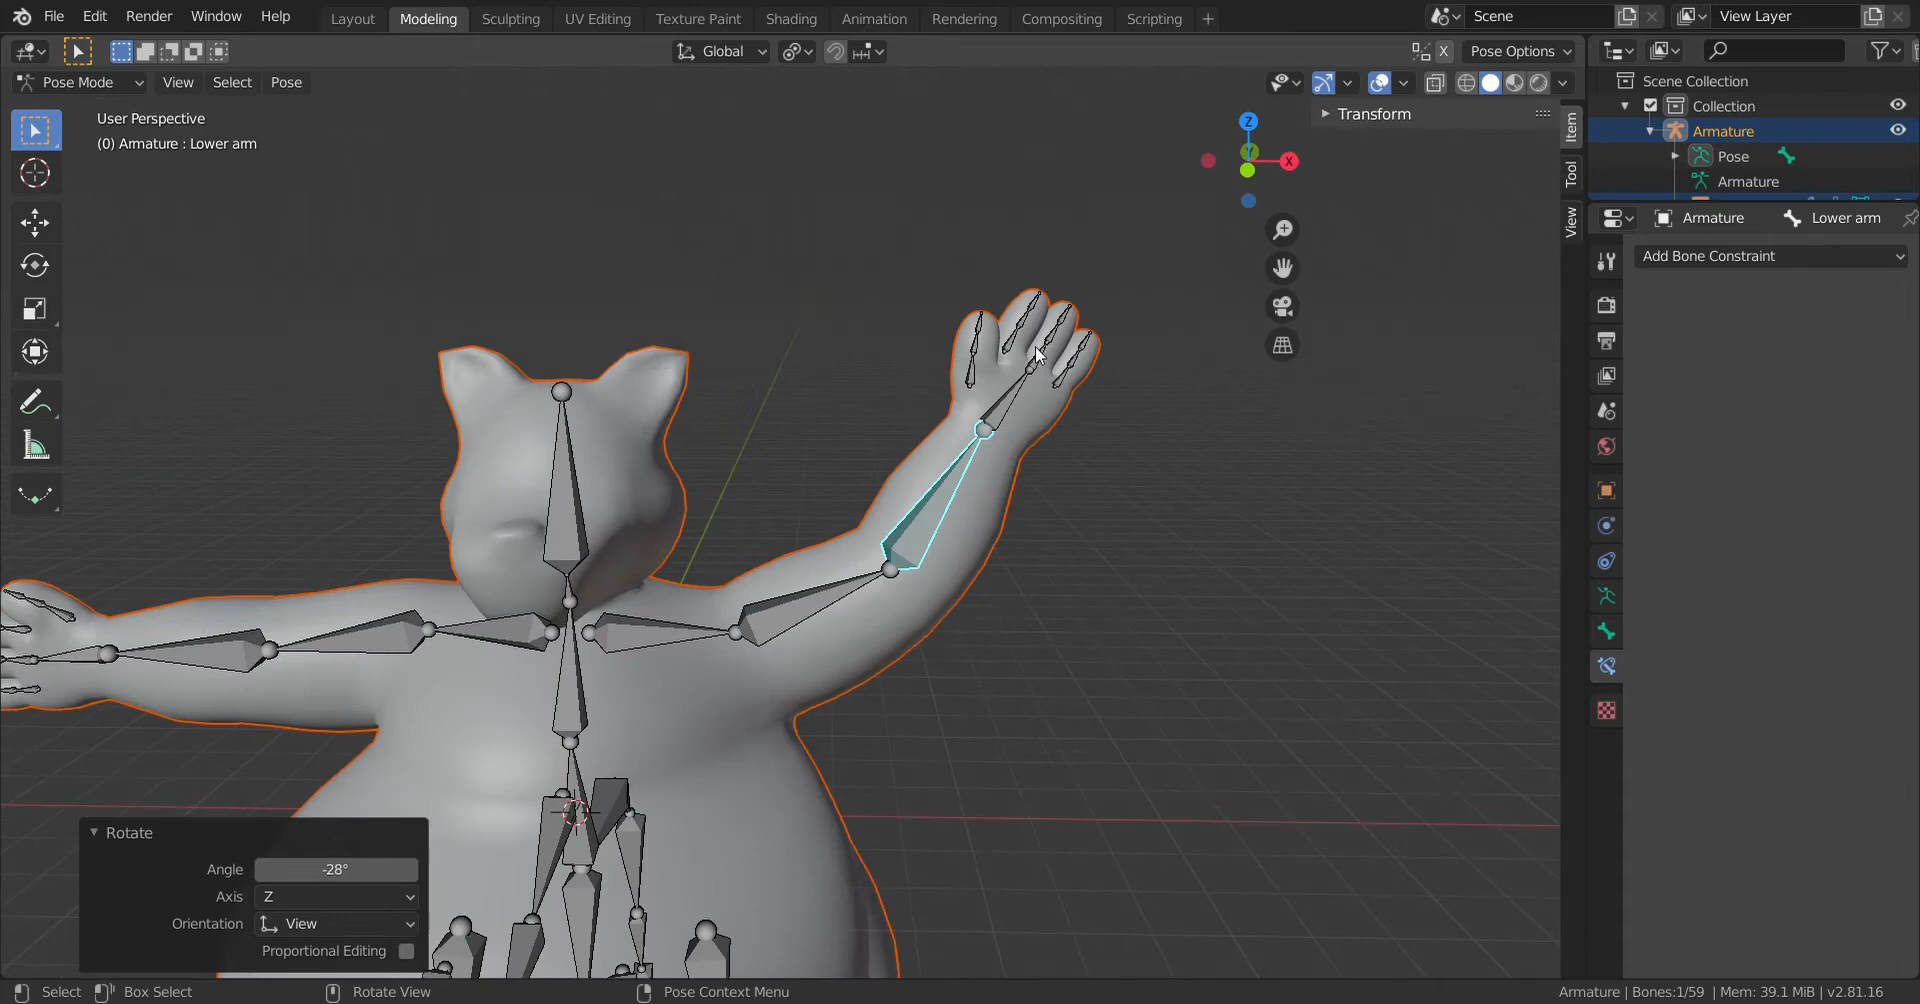 File Edit Render Window Help Layout Modeling Sculpting UV Editing Texture Paint Shading Animation Rendering Compositing Scripting + Scene View Layer
Global X Pose Options
Pose Mode View Select Pose
User Perspective
(0) Armature : Lower arm
Transform
Item
Tool
View
Z
Y
X
Scene Collection
Collection
Armature
Pose
Armature
Armature Lower arm
Add Bone Constraint
Rotate
Angle -28°
Axis Z
Orientation View
Proportional Editing
Select Box Select Rotate View Pose Context Menu Armature | Bones:1/59 | Mem: 39.1 MiB | v2.81.16